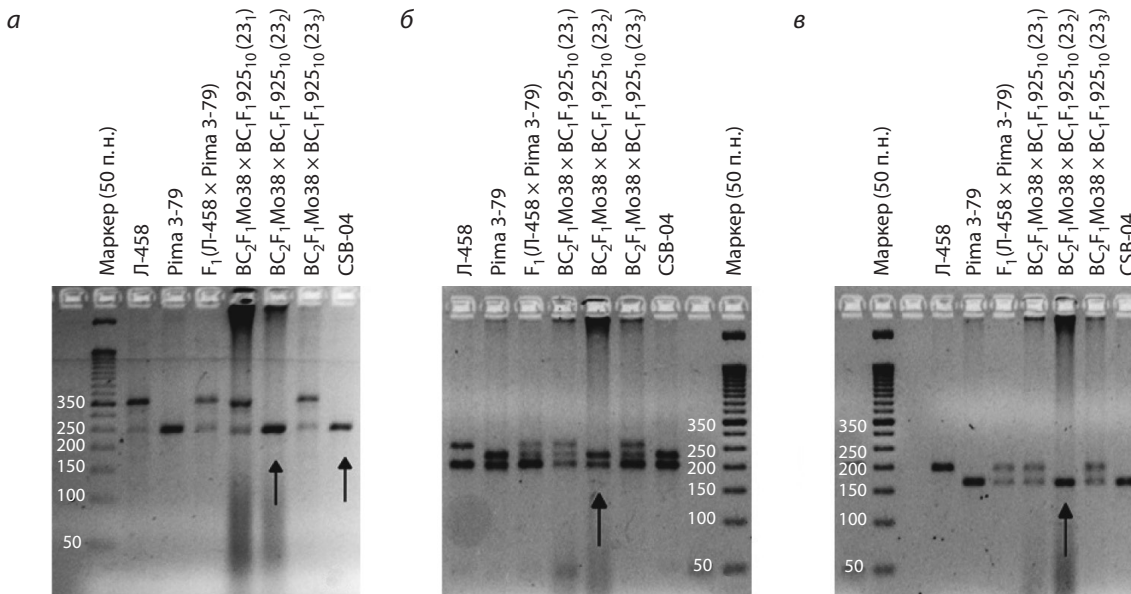 а
Маркер (50 п.н.)
Л-458
Pima 3-79
F₁(Л-458 × Pima 3-79)
BC₂F₁Mo38 × BC₁F₁925₁₀ (23₁)
BC₂F₁Mo38 × BC₁F₁925₁₀ (23₂)
BC₂F₁Mo38 × BC₁F₁925₁₀ (23₃)
CSB-04
350
250
200
150
100
50
б
Л-458
Pima 3-79
F₁(Л-458 × Pima 3-79)
BC₂F₁Mo38 × BC₁F₁925₁₀ (23₁)
BC₂F₁Mo38 × BC₁F₁925₁₀ (23₂)
BC₂F₁Mo38 × BC₁F₁925₁₀ (23₃)
CSB-04
Маркер (50 п.н.)
350
250
200
150
100
50
в
Маркер (50 п.н.)
Л-458
Pima 3-79
F₁(Л-458 × Pima 3-79)
BC₂F₁Mo38 × BC₁F₁925₁₀ (23₁)
BC₂F₁Mo38 × BC₁F₁925₁₀ (23₂)
BC₂F₁Mo38 × BC₁F₁925₁₀ (23₃)
CSB-04
350
250
200
150
100
50